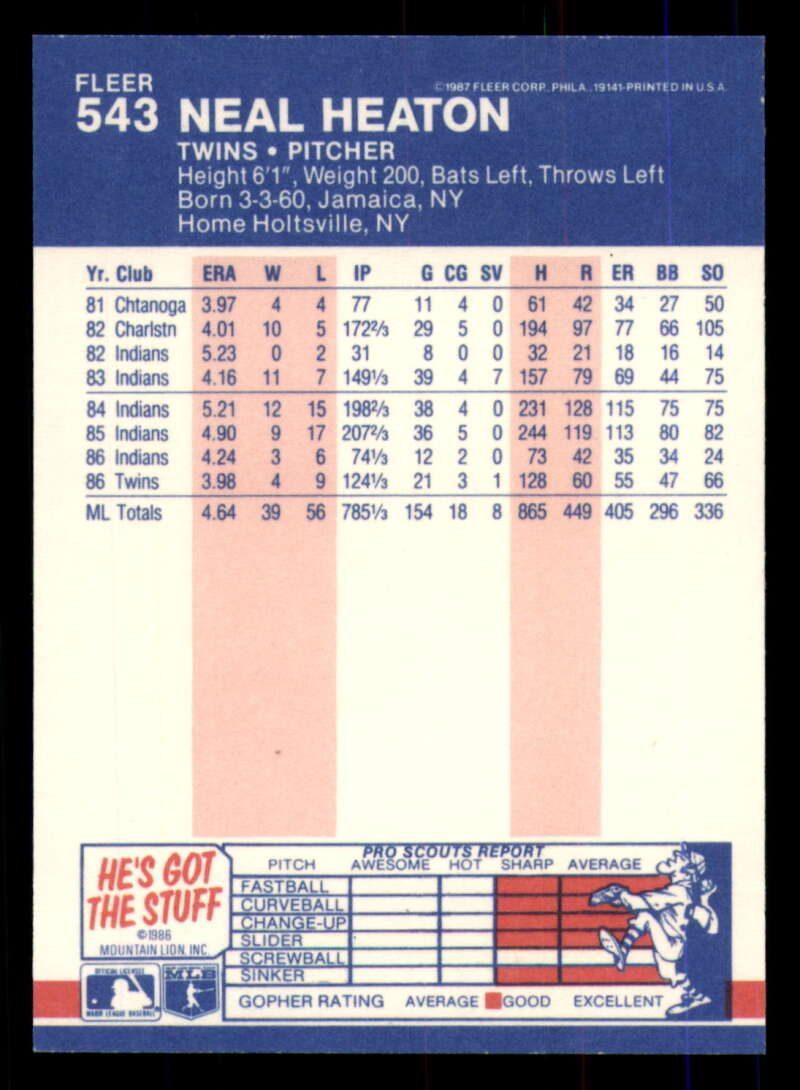 FLEER
©1987 FLEER CORP. PHILA., 19141-PRINTED IN U.S.A.
543 NEAL HEATON
TWINS • PITCHER
Height 6'1", Weight 200, Bats Left, Throws Left
Born 3-3-60, Jamaica, NY
Home Holtsville, NY
Yr. Club ERA W L IP G CG SV H R ER BB SO
81 Chtanoga 3.97 4 4 77 11 4 0 61 42 34 27 50
82 Charlstn 4.01 10 5 172⅔ 29 5 0 194 97 77 66 105
82 Indians 5.23 0 2 31 8 0 0 32 21 18 16 14
83 Indians 4.16 11 7 149⅓ 39 4 7 157 79 69 44 75
84 Indians 5.21 12 15 198⅔ 38 4 0 231 128 115 75 75
85 Indians 4.90 9 17 207⅔ 36 5 0 244 119 113 80 82
86 Indians 4.24 3 6 74⅓ 12 2 0 73 42 35 34 24
86 Twins 3.98 4 9 124⅓ 21 3 1 128 60 55 47 66
ML Totals 4.64 39 56 785⅓ 154 18 8 865 449 405 296 336
HE'S GOT
THE STUFF
©1986
MOUNTAIN LION, INC.
OFFICIAL LICENSEE
MAJOR LEAGUE BASEBALL
MLB
PRO SCOUTS REPORT
PITCH AWESOME HOT SHARP AVERAGE
FASTBALL
CURVEBALL
CHANGE-UP
SLIDER
SCREWBALL
SINKER
GOPHER RATING AVERAGE GOOD EXCELLENT